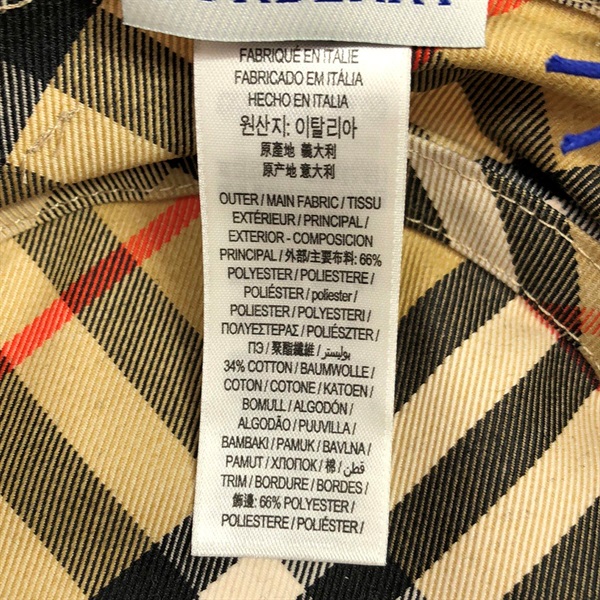 FABRIQUÉ EN ITALIE
FABRICADO EM ITÁLIA
HECHO EN ITALIA
원산지: 이탈리아
原產地 義大利
原产地 意大利
OUTER / MAIN FABRIC / TISSU
EXTÉRIEUR / PRINCIPAL /
EXTERIOR - COMPOSICION
PRINCIPAL / 外部/主要布料: 66%
POLYESTER / POLIESTERE /
POLIÉSTER / poliester /
POLIESTER / POLYESTERI /
ΠΟΛΥΕΣΤΕΡΑΣ / POLIÉSZTER /
ПЭ / 聚酯纖維 / بوليستر
34% COTTON / BAUMWOLLE /
COTON / COTONE / KATOEN /
BOMULL / ALGODÓN /
ALGODÃO / PUUVILLA /
BAMBAKI / PAMUK / BAVLNA /
PAMUT / ХЛОПОК / 棉 / قطن
TRIM / BORDURE / BORDES /
飾邊: 66% POLYESTER /
POLIESTERE / POLIÉSTER /